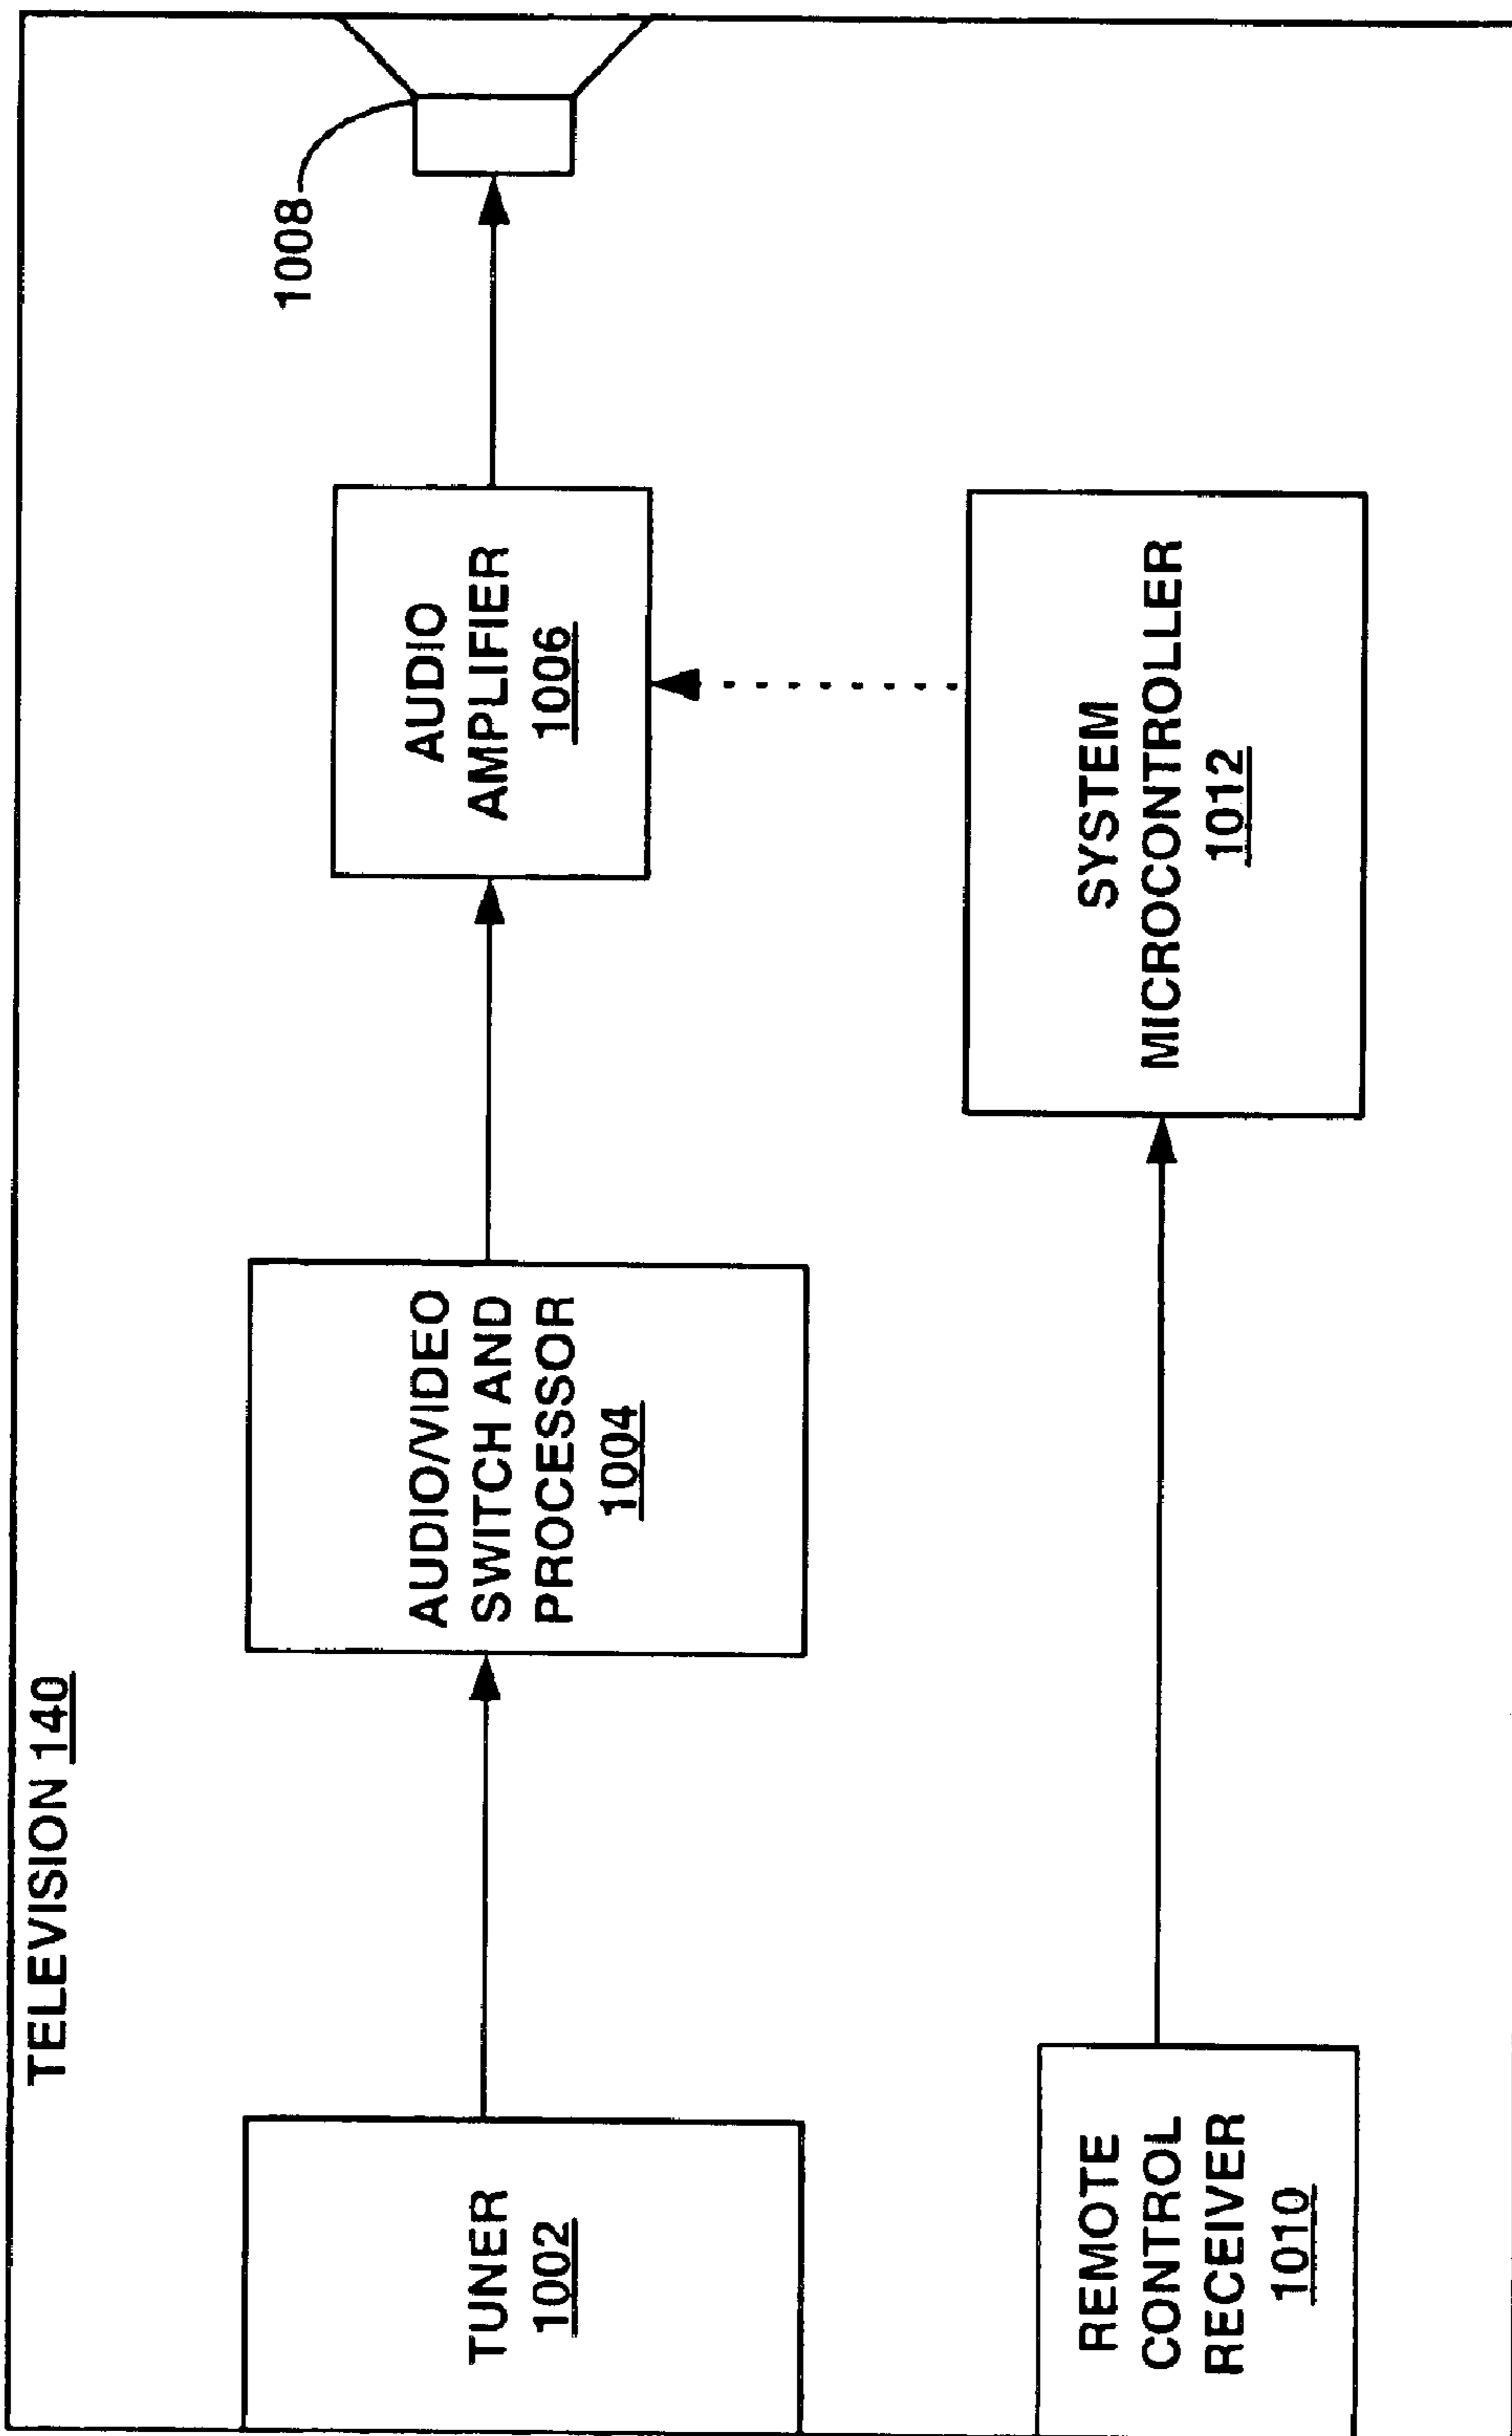 TELEVISION 140
TUNER
1002
AUDIO/VIDEO
SWITCH AND
PROCESSOR
1004
AUDIO
AMPLIFIER
1006
1008
REMOTE
CONTROL
RECEIVER
1010
SYSTEM
MICROCONTROLLER
1012